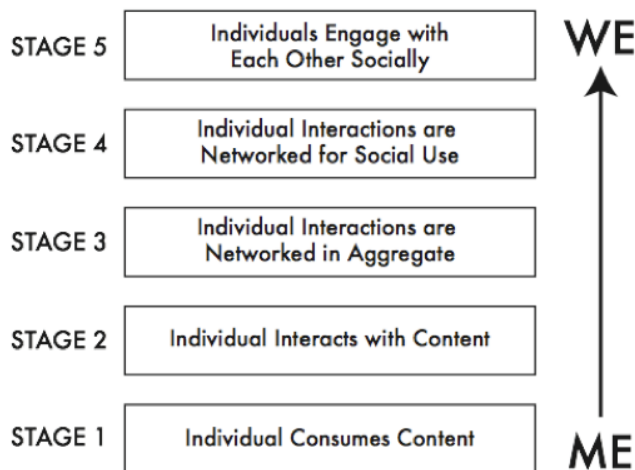 STAGE 5
Individuals Engage with
Each Other Socially
WE
STAGE 4
Individual Interactions are
Networked for Social Use
STAGE 3
Individual Interactions are
Networked in Aggregate
STAGE 2
Individual Interacts with Content
STAGE 1
Individual Consumes Content
ME